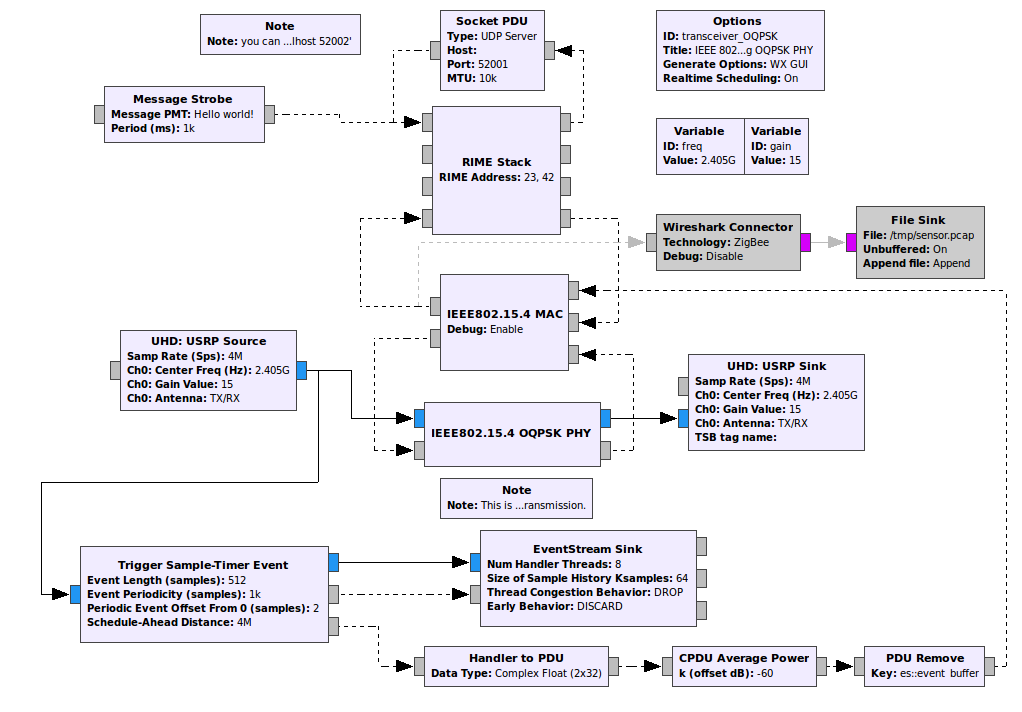 Note
Note: you can ...lhost 52002'
Socket PDU
Type: UDP Server
Host:
Port: 52001
MTU: 10k
Options
ID: transceiver_OQPSK
Title: IEEE 802...g OQPSK PHY
Generate Options: WX GUI
Realtime Scheduling: On
Message Strobe
Message PMT: Hello world!
Period (ms): 1k
RIME Stack
RIME Address: 23, 42
Variable
ID: freq
Value: 2.405G
Variable
ID: gain
Value: 15
Wireshark Connector
Technology: ZigBee
Debug: Disable
File Sink
File: /tmp/sensor.pcap
Unbuffered: On
Append file: Append
IEEE802.15.4 MAC
Debug: Enable
UHD: USRP Source
Samp Rate (Sps): 4M
Ch0: Center Freq (Hz): 2.405G
Ch0: Gain Value: 15
Ch0: Antenna: TX/RX
UHD: USRP Sink
Samp Rate (Sps): 4M
Ch0: Center Freq (Hz): 2.405G
Ch0: Gain Value: 15
Ch0: Antenna: TX/RX
TSB tag name:
IEEE802.15.4 OQPSK PHY
Note
Note: This is ...ransmission.
Trigger Sample-Timer Event
Event Length (samples): 512
Event Periodicity (samples): 1k
Periodic Event Offset From 0 (samples): 2
Schedule-Ahead Distance: 4M
EventStream Sink
Num Handler Threads: 8
Size of Sample History Ksamples: 64
Thread Congestion Behavior: DROP
Early Behavior: DISCARD
Handler to PDU
Data Type: Complex Float (2x32)
CPDU Average Power
k (offset dB): -60
PDU Remove
Key: es::event_buffer